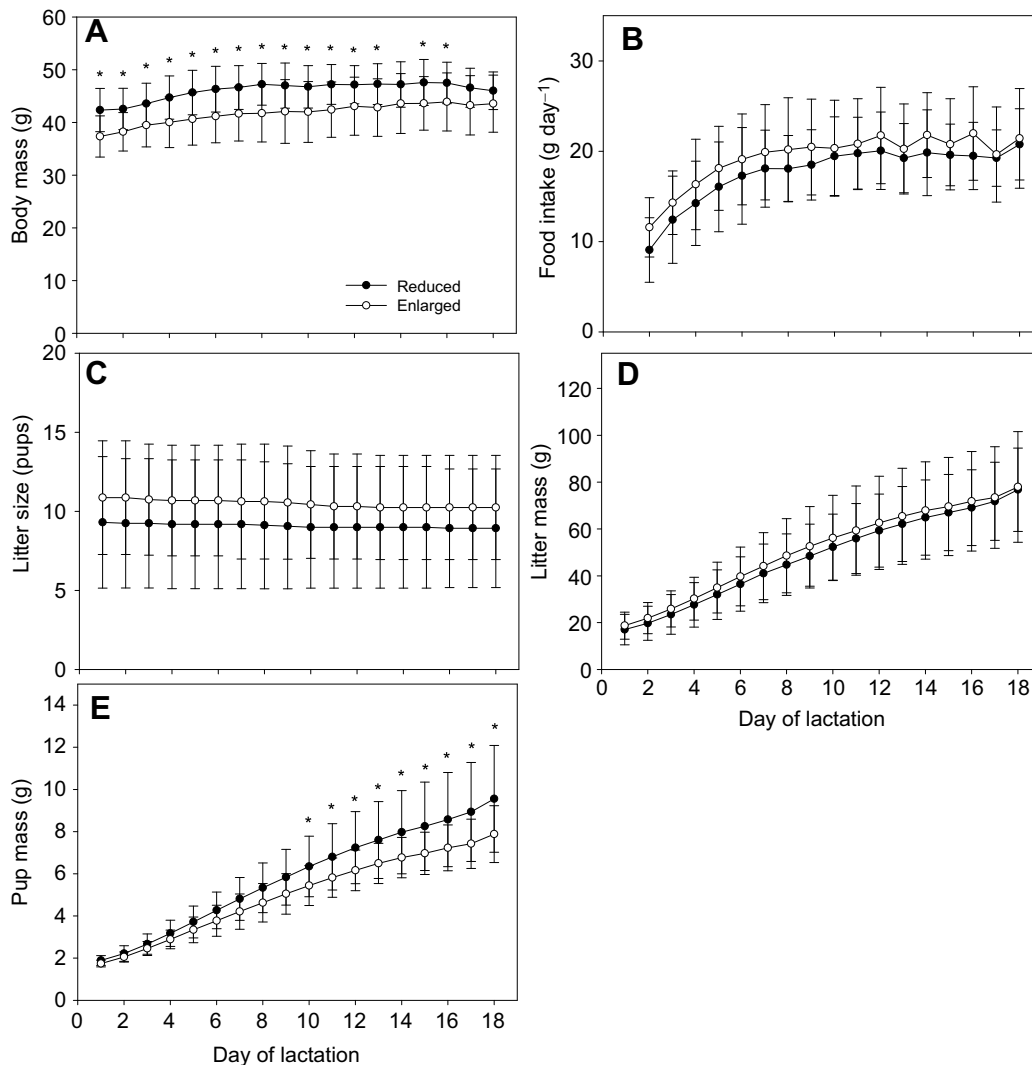 A
Body mass (g)
60
50
40
30
20
10
0
* * * * * * * * * * * * * * *
Reduced
Enlarged
B
Food intake (g day−1)
30
20
10
0
C
Litter size (pups)
20
15
10
5
0
D
Litter mass (g)
120
100
80
60
40
20
0
0 2 4 6 8 10 12 14 16 18
Day of lactation
E
Pup mass (g)
14
12
10
8
6
4
2
0
* * * * * * * * *
0 2 4 6 8 10 12 14 16 18
Day of lactation